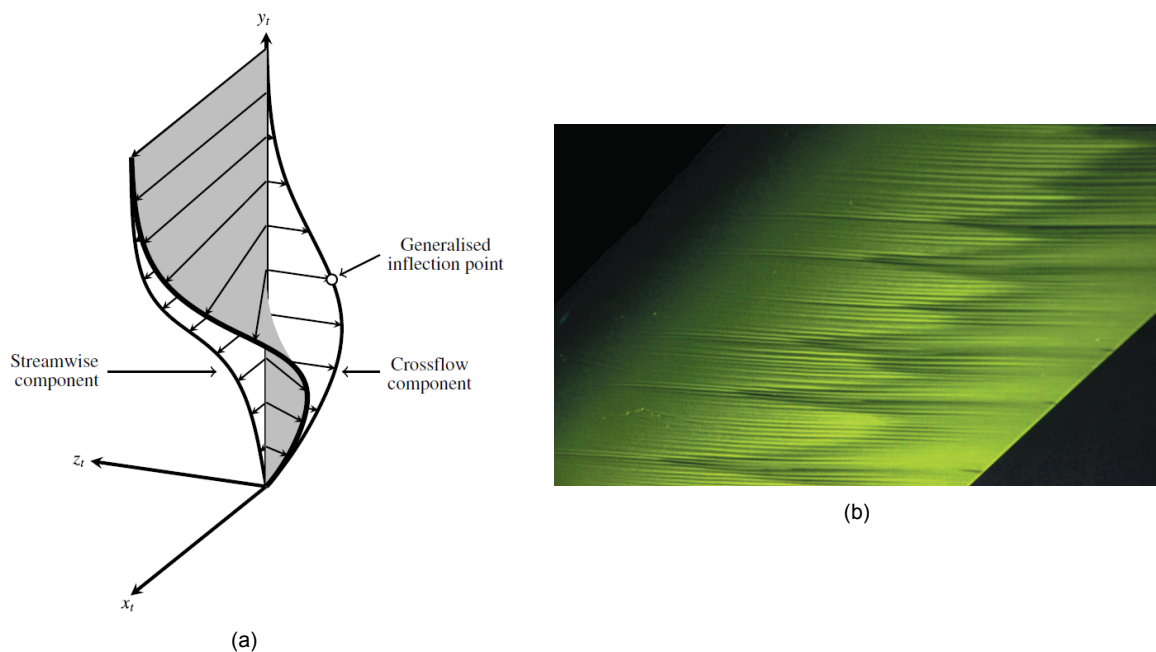 y_t
Generalised
inflection point
Streamwise
component
Crossflow
component
z_t
x_t
(a)
(b)